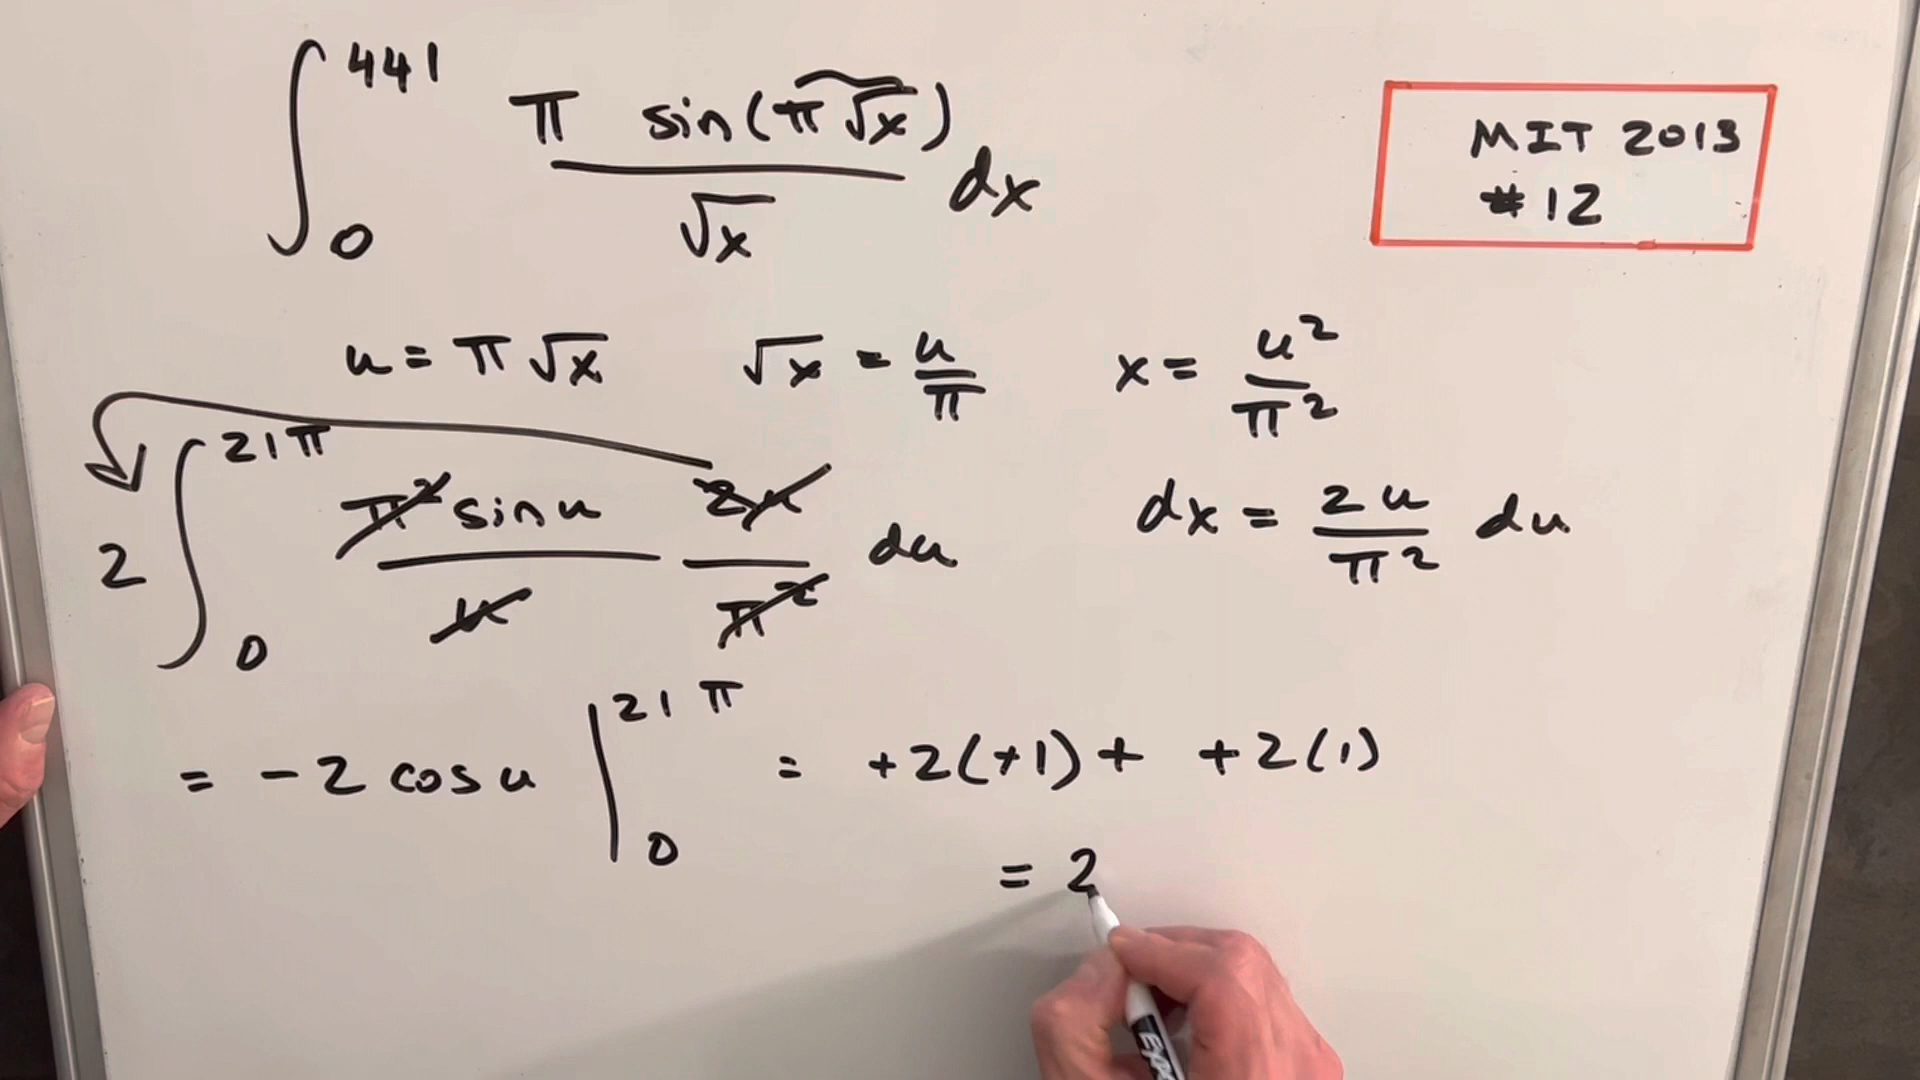 ∫₀⁴⁴¹ π sin(π√x) / √x dx
MIT 2013
#12
u = π√x √x = u/π x = u²/π²
2 ∫₀²¹π π² sin u / u 2u / π² du dx = 2u/π² du
= -2 cos u |₀²¹π = +2(+1) + +2(1)
= 2